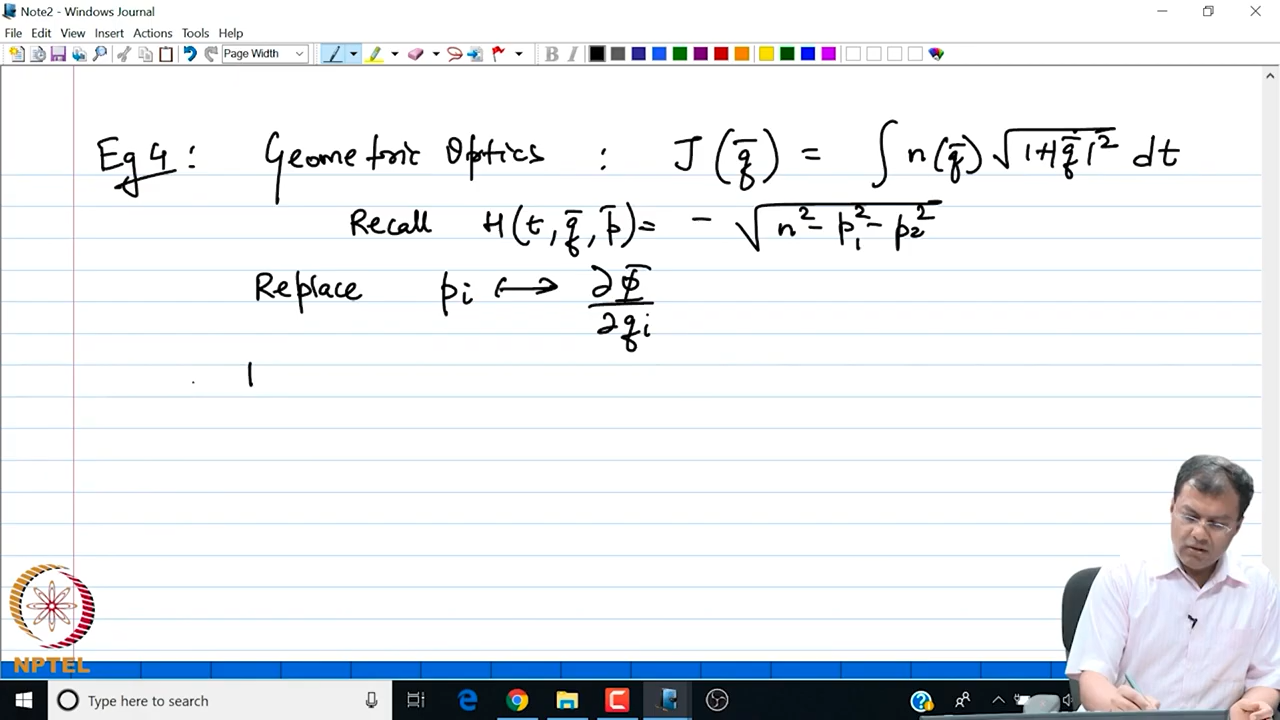 Note2 - Windows Journal
File Edit View Insert Actions Tools Help
Page Width
B I
Eg 4 : Geometric Optics : J(q̄) = ∫ n(q̄) √(1+|q̄̇|²) dt
Recall H(t, q̄, p̄) = - √(n² - p₁² - p₂²)
Replace pᵢ ⟷ ∂Φ/∂qᵢ
NPTEL
Type here to search